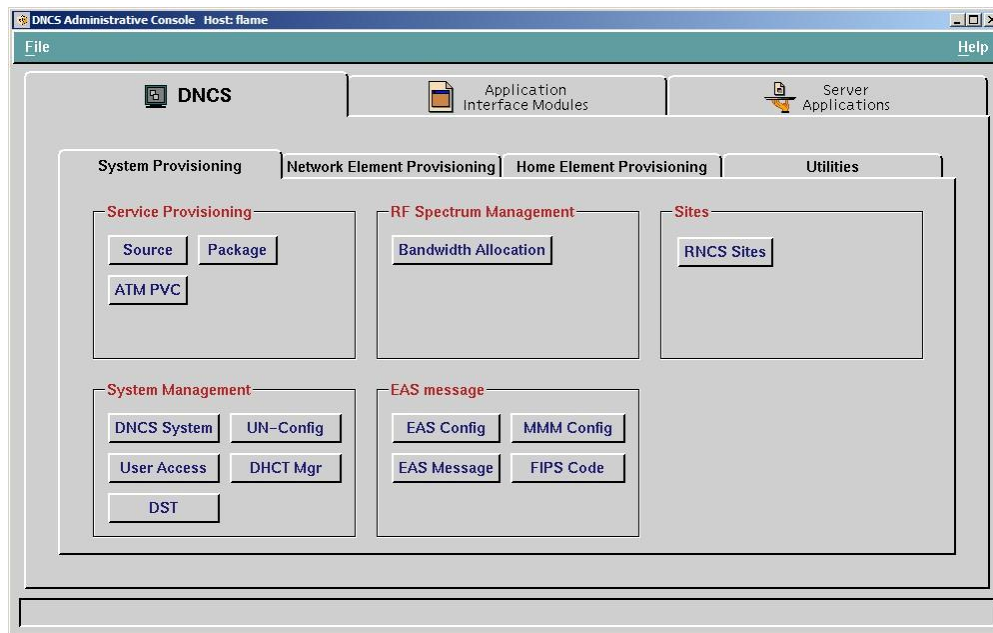 DNCS Administrative Console Host: flame
File Help
DNCS
Application
Interface Modules
Server
Applications
System Provisioning
Network Element Provisioning
Home Element Provisioning
Utilities
Service Provisioning
Source
Package
ATM PVC
RF Spectrum Management
Bandwidth Allocation
Sites
RNCS Sites
System Management
DNCS System
UN-Config
User Access
DHCT Mgr
DST
EAS message
EAS Config
MMM Config
EAS Message
FIPS Code